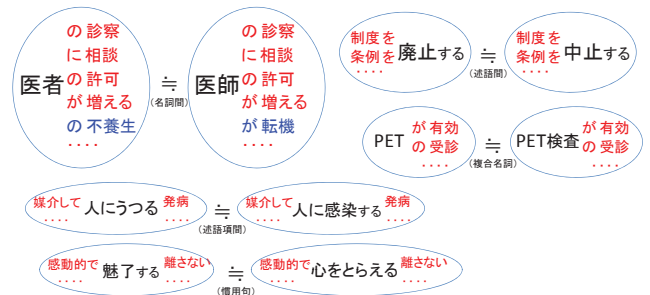 医者
の 診察
に 相談
の 許可
が 増える
の 不養生
････
≒
(名詞間)
医師
の 診察
に 相談
の 許可
が 増える
が 転機
････
制度を
条例を
････
廃止する
≒
(述語間)
制度を
条例を
････
中止する
PET
が 有効
の 受診
････
≒
(複合名詞)
PET検査
が 有効
の 受診
････
媒介して 人にうつる 発病
････ ････
≒
(述語項間)
媒介して 人に感染する 発病
････ ････
感動的で 魅了する 離さない
････ ････
≒
(慣用句)
感動的で 心をとらえる 離さない
････ ････